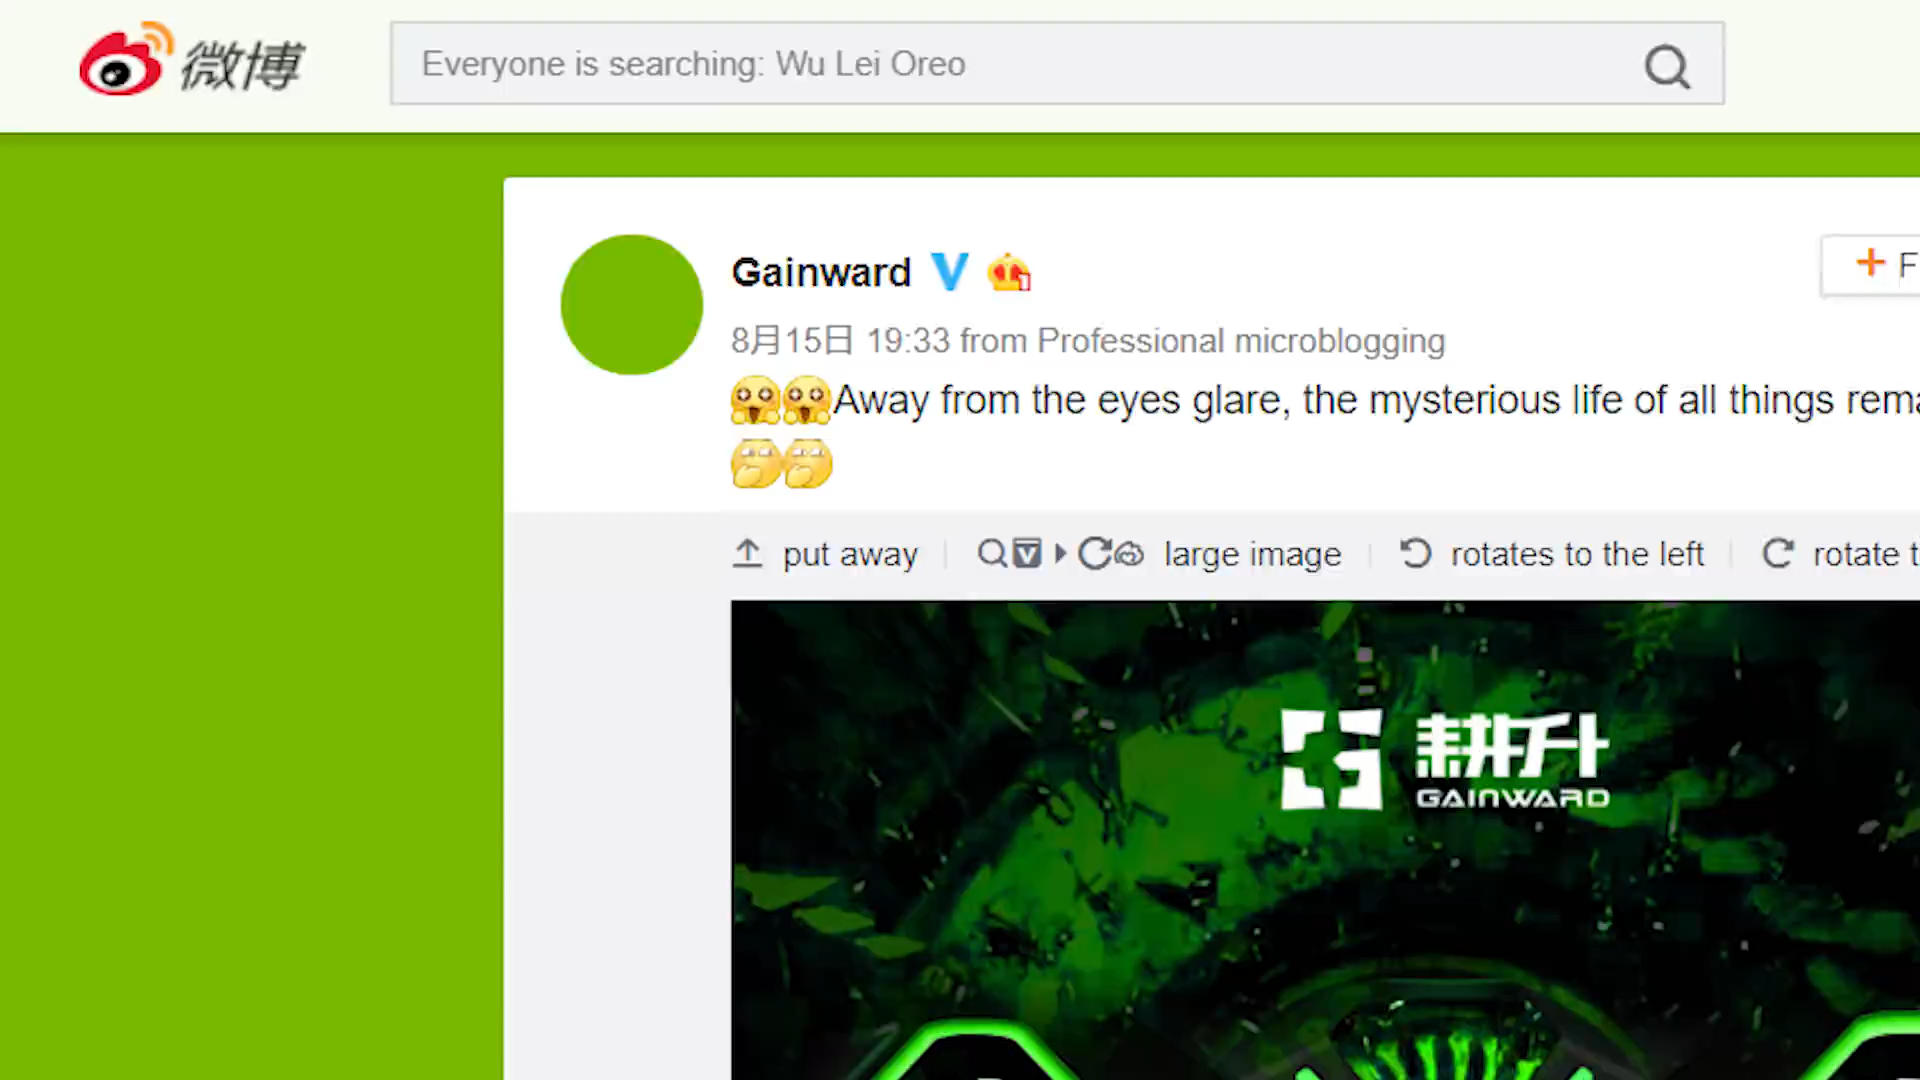 微博
Everyone is searching: Wu Lei Oreo
Gainward
8月15日 19:33 from Professional microblogging
Away from the eyes glare, the mysterious life of all things
put away
large image
rotates to the left
rotate
耕升
GAINWARD